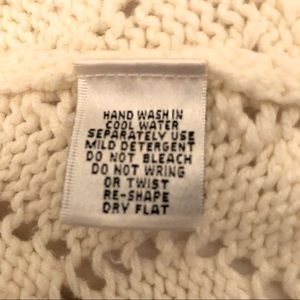 HAND WASH IN
COOL WATER
SEPARATELY USE
MILD DETERGENT
DO NOT BLEACH
DO NOT WRING
OR TWIST
RE-SHAPE
DRY FLAT